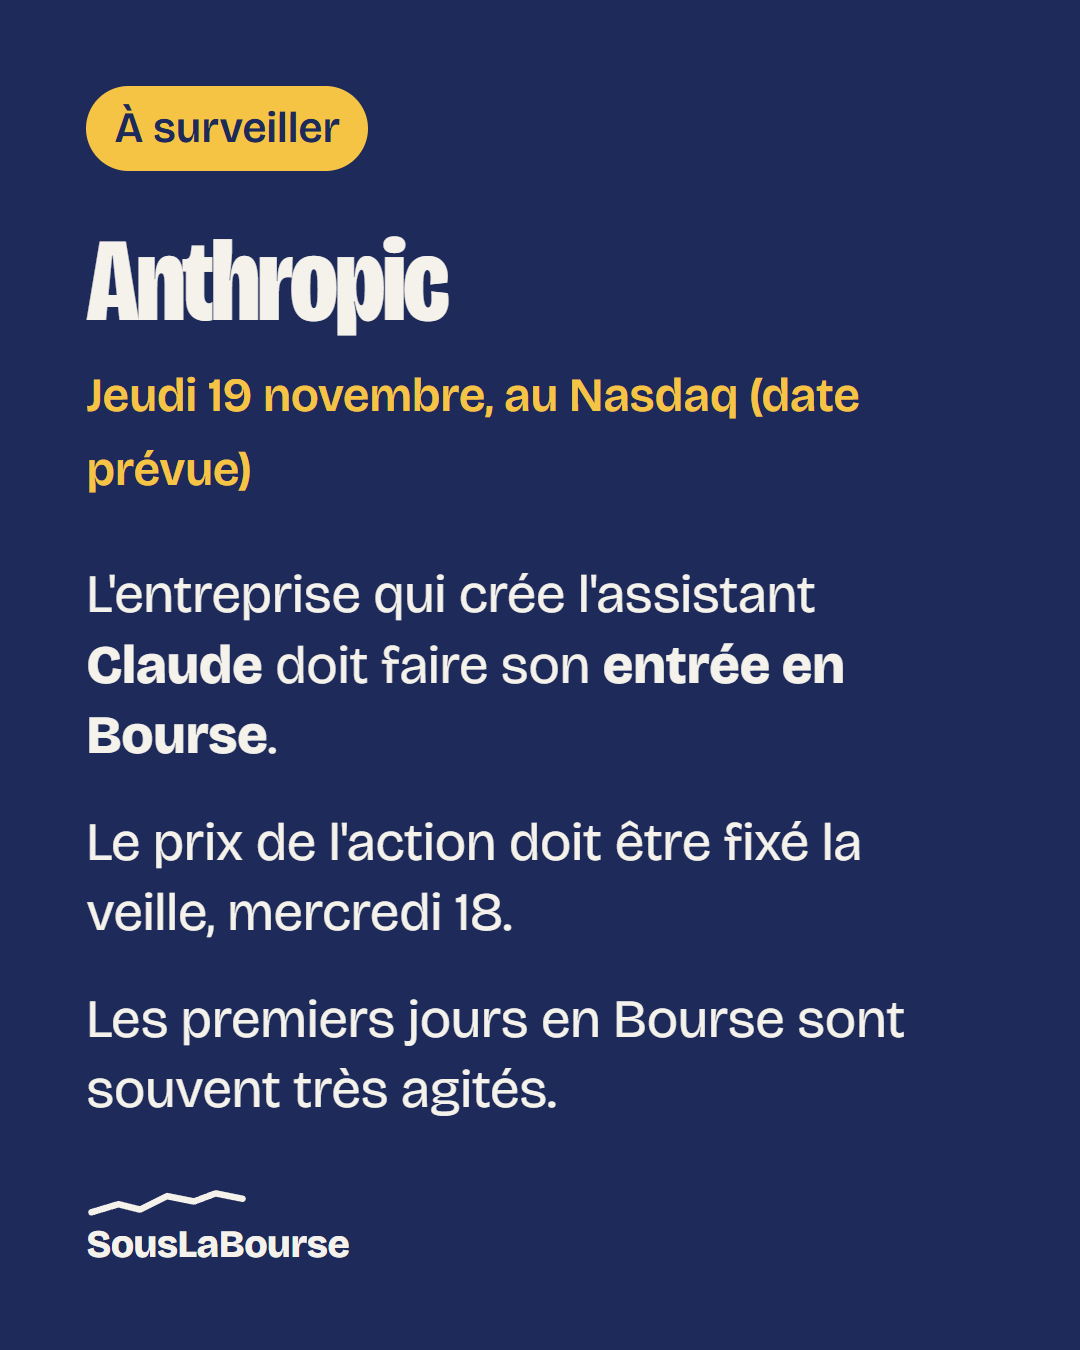 À surveiller
Anthropic
Jeudi 19 novembre, au Nasdaq (date
prévue)
L'entreprise qui crée l'assistant
Claude doit faire son entrée en
Bourse.
Le prix de l'action doit être fixé la
veille, mercredi 18.
Les premiers jours en Bourse sont
souvent très agités.
SousLaBourse